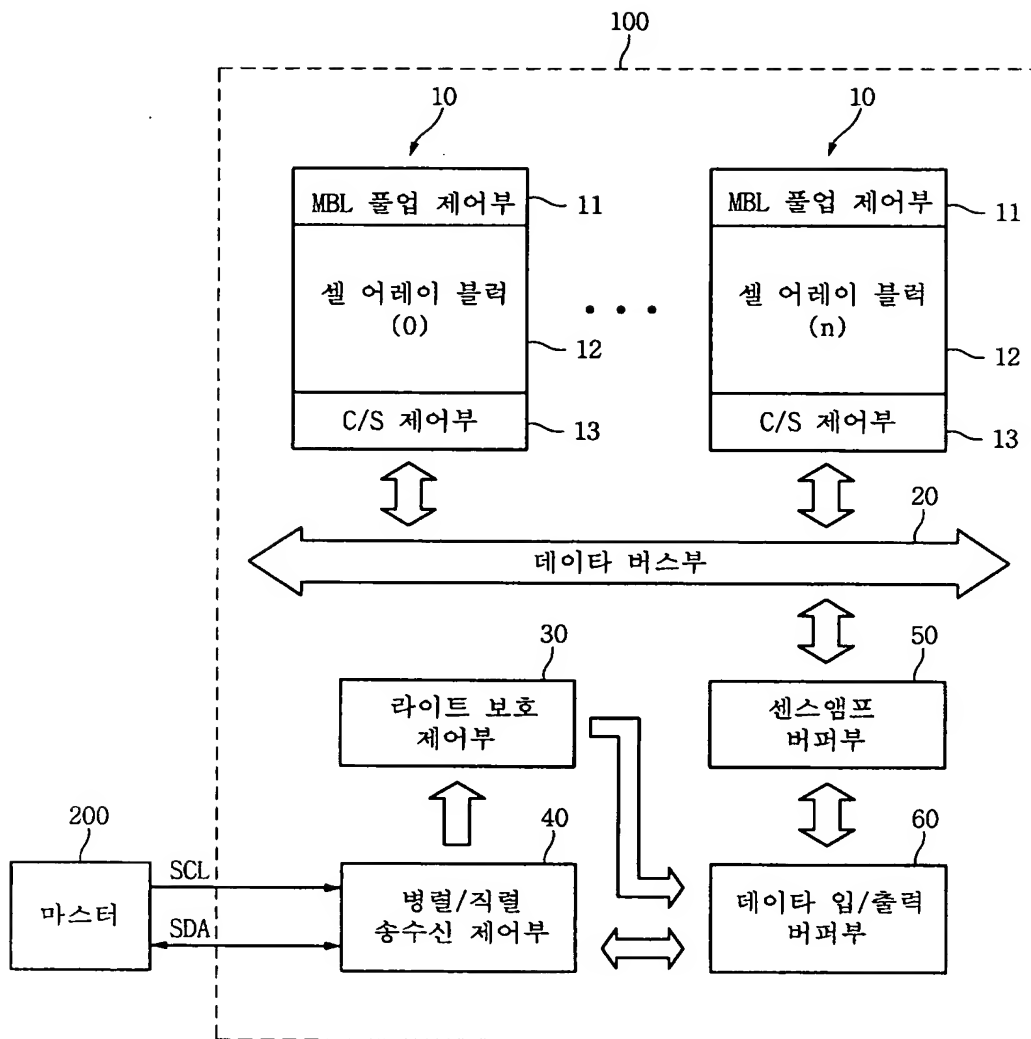 100
10
10
MBL 풀업 제어부
11
MBL 풀업 제어부
11
셀 어레이 블럭
(0)
12
• • •
셀 어레이 블럭
(n)
12
C/S 제어부
13
C/S 제어부
13
20
데이타 버스부
30
라이트 보호
제어부
50
센스앰프
버퍼부
200
마스터
SCL
SDA
40
병렬/직렬
송수신 제어부
60
데이타 입/출력
버퍼부